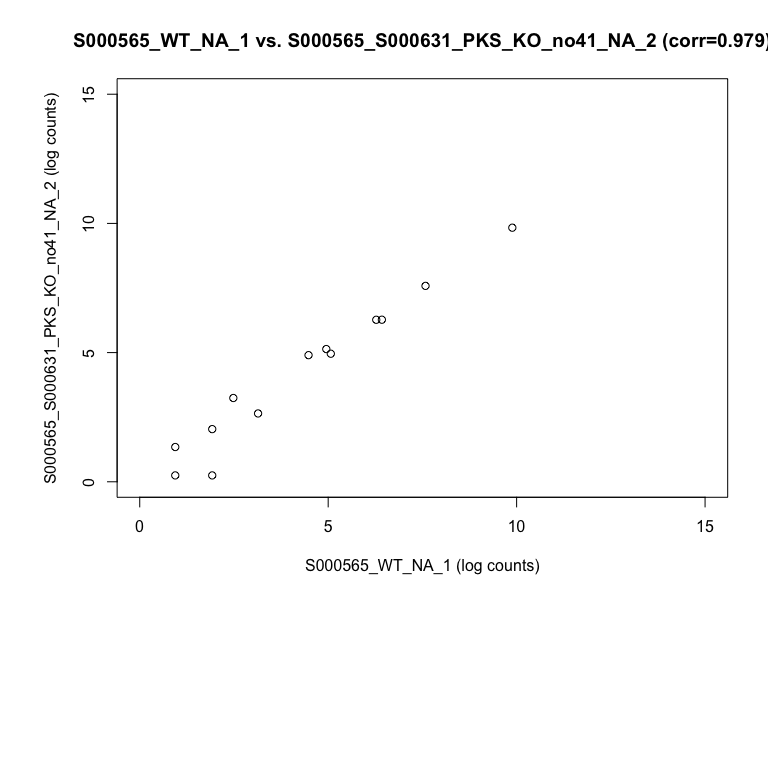 S000565_WT_NA_1 vs. S000565_S000631_PKS_KO_no41_NA_2 (corr=0.979)
S000565_S000631_PKS_KO_no41_NA_2 (log counts)
15
10
5
0
0 5 10 15
S000565_WT_NA_1 (log counts)